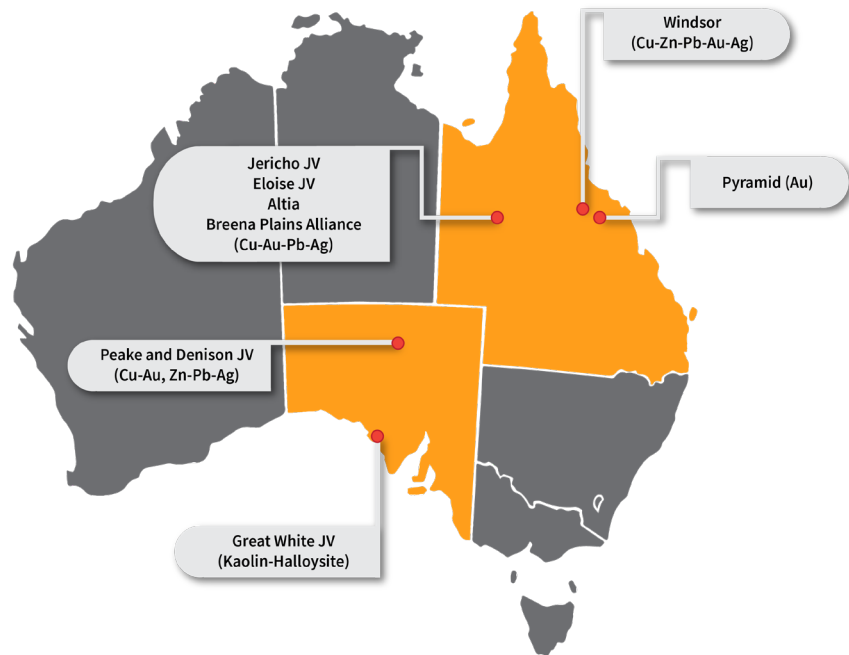 Windsor
(Cu-Zn-Pb-Au-Ag)
Jericho JV
Eloise JV
Altia
Breena Plains Alliance
(Cu-Au-Pb-Ag)
Pyramid (Au)
Peake and Denison JV
(Cu-Au, Zn-Pb-Ag)
Great White JV
(Kaolin-Halloysite)